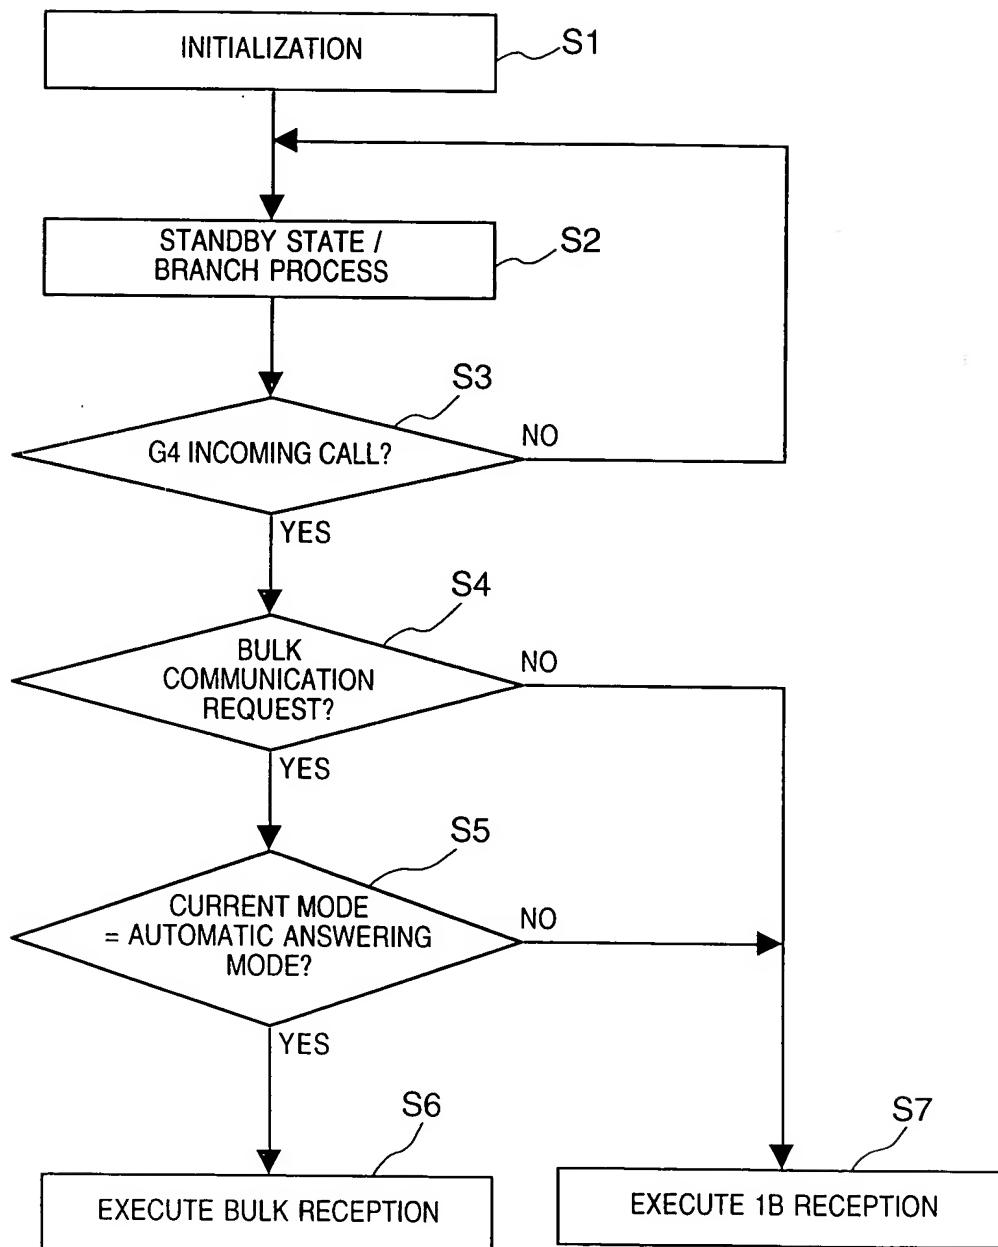 INITIALIZATION
S1
STANDBY STATE /
BRANCH PROCESS
S2
S3
G4 INCOMING CALL?
NO
YES
S4
BULK
COMMUNICATION
REQUEST?
NO
YES
S5
CURRENT MODE
= AUTOMATIC ANSWERING
MODE?
NO
YES
S6
EXECUTE BULK RECEPTION
S7
EXECUTE 1B RECEPTION